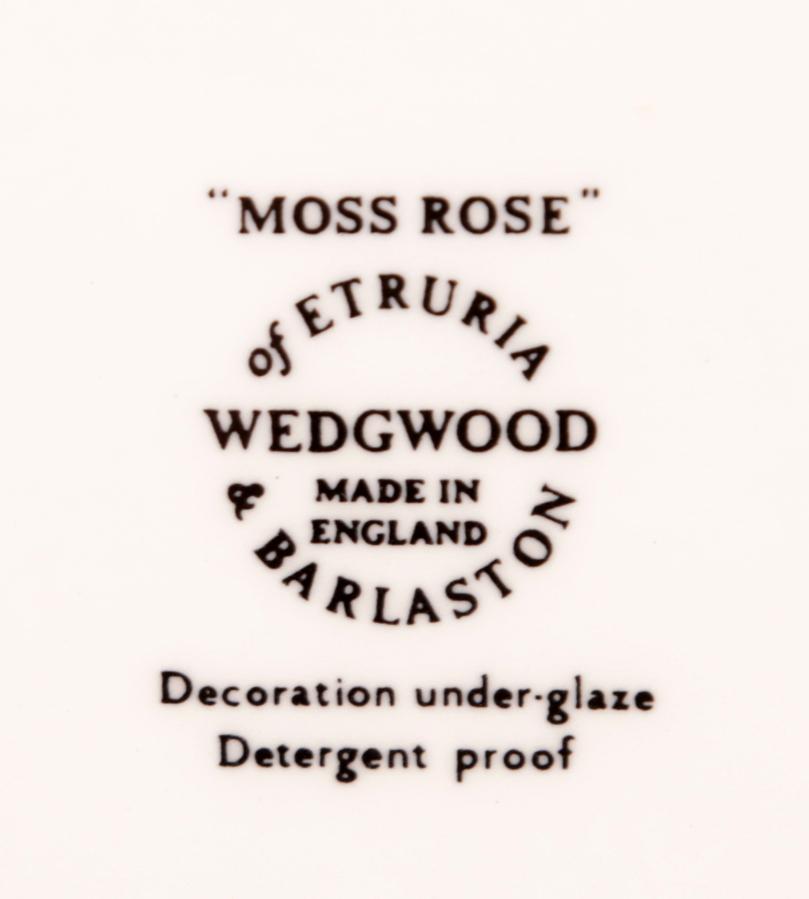 "MOSS ROSE"
of ETRURIA
WEDGWOOD
MADE IN
ENGLAND
& BARLASTON
Decoration under-glaze
Detergent proof